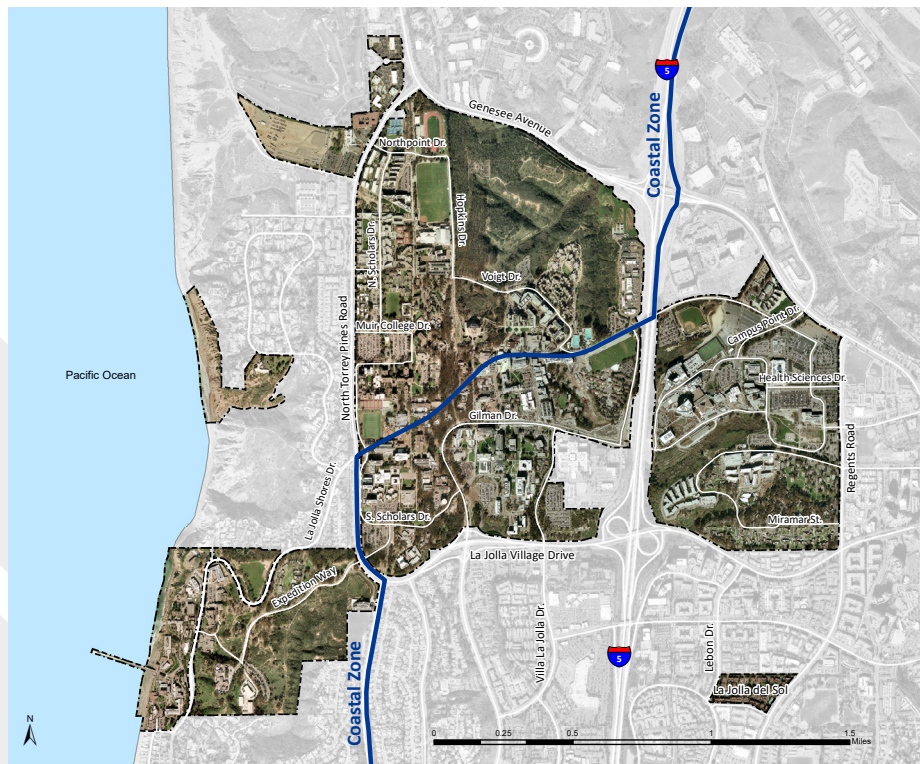 5
Coastal Zone
Genesee Avenue
Northpoint Dr.
Hopkins Dr.
N. Scholars Dr.
Voigt Dr.
North Torrey Pines Road
Muir College Dr.
Campus Point Dr.
Pacific Ocean
Health Sciences Dr.
Gilman Dr.
Regents Road
La Jolla Shores Dr.
S. Scholars Dr.
Miramar St.
La Jolla Village Drive
Expedition Way
Villa La Jolla Dr.
Lebon Dr.
5
Coastal Zone
La Jolla del Sol
N
0 0.25 0.5 1 1.5
Miles